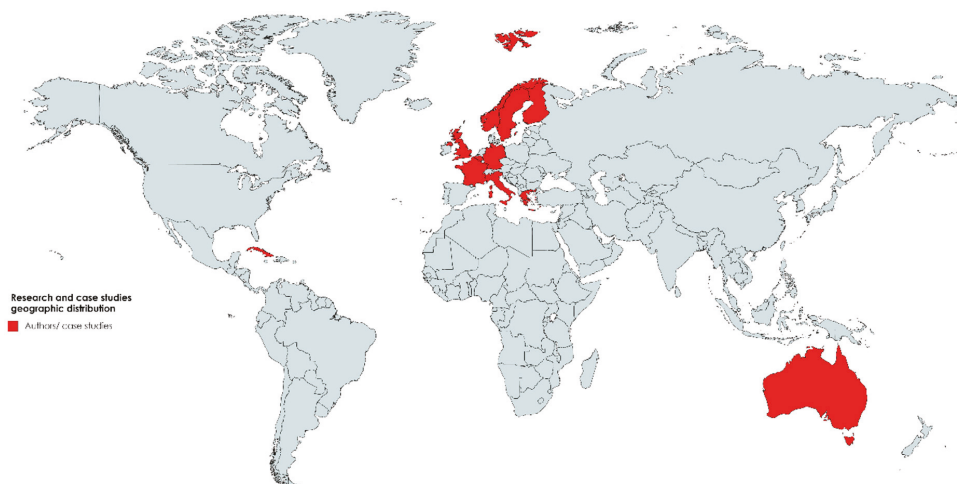 Research and case studies
geographic distribution
Authors/ case studies